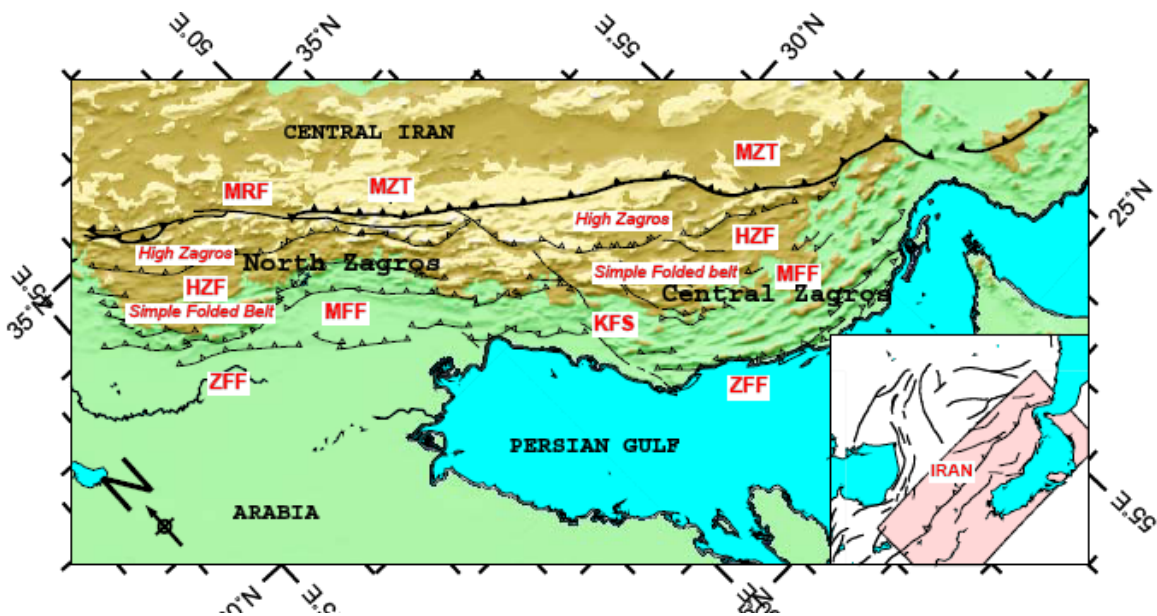 50°E
35°N
55°E
30°N
CENTRAL IRAN
MZT
MRF
MZT
High Zagros
25°N
HZF
High Zagros
North Zagros
Simple Folded belt
MFF
HZF
Central Zagros
45°E
35°N
Simple Folded Belt
MFF
KFS
ZFF
ZFF
PERSIAN GULF
IRAN
N
ARABIA
55°E